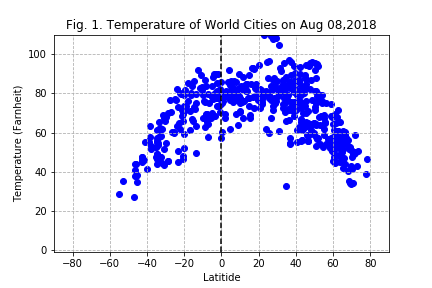 Fig. 1. Temperature of World Cities on Aug 08,2018
Temperature (Farnheit)
100
80
60
40
20
0
−80 −60 −40 −20 0 20 40 60 80
Latitide